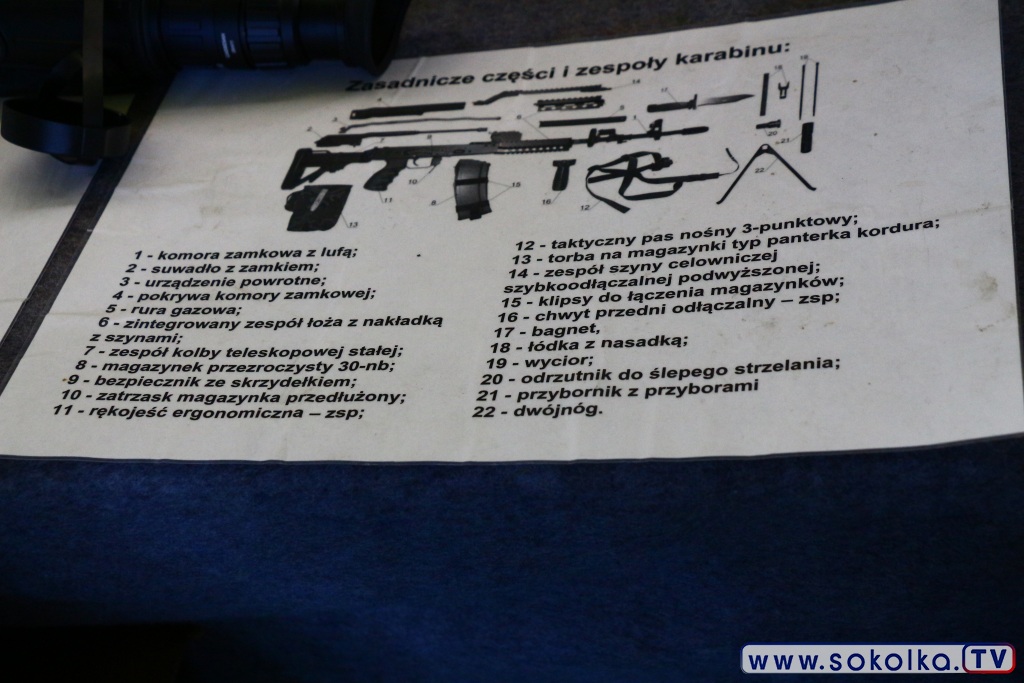 Zasadnicze części i zespoły karabinu:
1 - komora zamkowa z lufą;
2 - suwadło z zamkiem;
3 - urządzenie powrotne;
4 - pokrywa komory zamkowej;
5 - rura gazowa;
6 - zintegrowany zespół łoża z nakładką
z szynami;
7 - zespół kolby teleskopowej stałej;
8 - magazynek przezroczysty 30-nb;
9 - bezpiecznik ze skrzydełkiem;
10 - zatrzask magazynka przedłużony;
11 - rękojeść ergonomiczna – zsp;
12 - taktyczny pas nośny 3-punktowy;
13 - torba na magazynki typ panterka kordura;
14 - zespół szyny celowniczej
szybkoodłączalnej podwyższonej;
15 - klipsy do łączenia magazynków;
16 - chwyt przedni odłączalny – zsp;
17 - bagnet,
18 - łódka z nasadką;
19 - wycior;
20 - odrzutnik do ślepego strzelania;
21 - przybornik z przyborami
22 - dwójnóg.
www.sokolka.TV